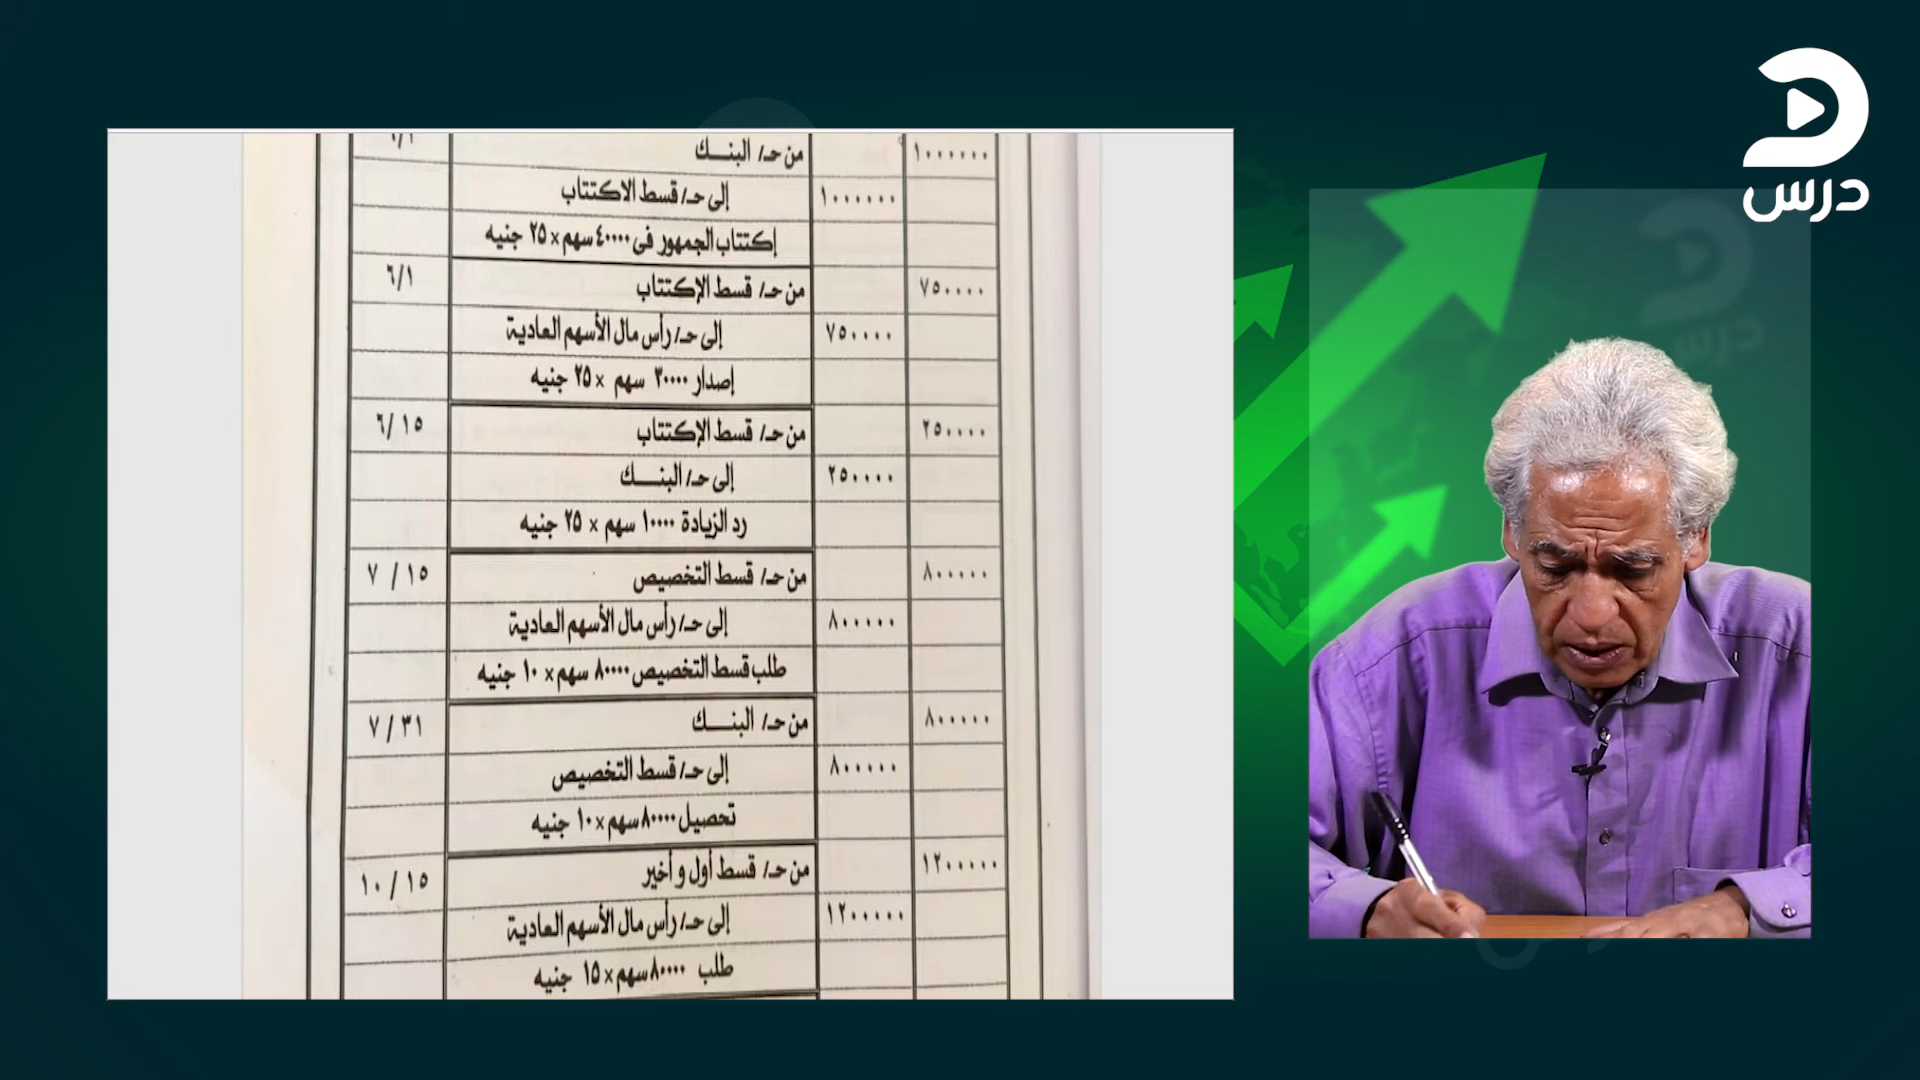 درس
١٠٠٠٠٠٠ من حـ/ البنــك
١٠٠٠٠٠٠ إلى حـ/ قسط الاكتتاب
إكتتاب الجمهور فى ٤٠٠٠٠ سهم × ٢٥ جنيه
٧٥٠٠٠٠ من حـ/ قسط الإكتتاب ٦/١
٧٥٠٠٠٠ إلى حـ/ رأس مال الأسهم العادية
إصدار ٣٠٠٠٠ سهم × ٢٥ جنيه
٢٥٠٠٠٠ من حـ/ قسط الإكتتاب ٦/١٥
٢٥٠٠٠٠ إلى حـ/ البنــك
رد الزيادة ١٠٠٠٠ سهم × ٢٥ جنيه
٨٠٠٠٠٠ من حـ/ قسط التخصيص ٧/١٥
٨٠٠٠٠٠ إلى حـ/ رأس مال الأسهم العادية
طلب قسط التخصيص ٨٠٠٠٠ سهم × ١٠ جنيه
٨٠٠٠٠٠ من حـ/ البنــك ٧/٣١
٨٠٠٠٠٠ إلى حـ/ قسط التخصيص
تحصيل ٨٠٠٠٠ سهم × ١٠ جنيه
١٢٠٠٠٠٠ من حـ/ قسط أول و أخير ١٠/١٥
١٢٠٠٠٠٠ إلى حـ/ رأس مال الأسهم العادية
طلب ٨٠٠٠٠ سهم × ١٥ جنيه